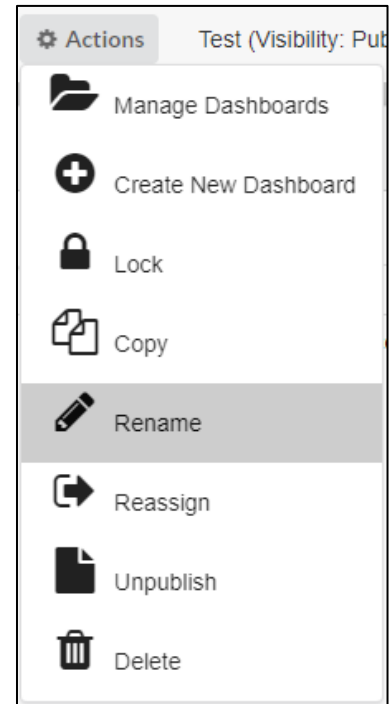 Actions Test (Visibility: Pub
Manage Dashboards
Create New Dashboard
Lock
Copy
Rename
Reassign
Unpublish
Delete